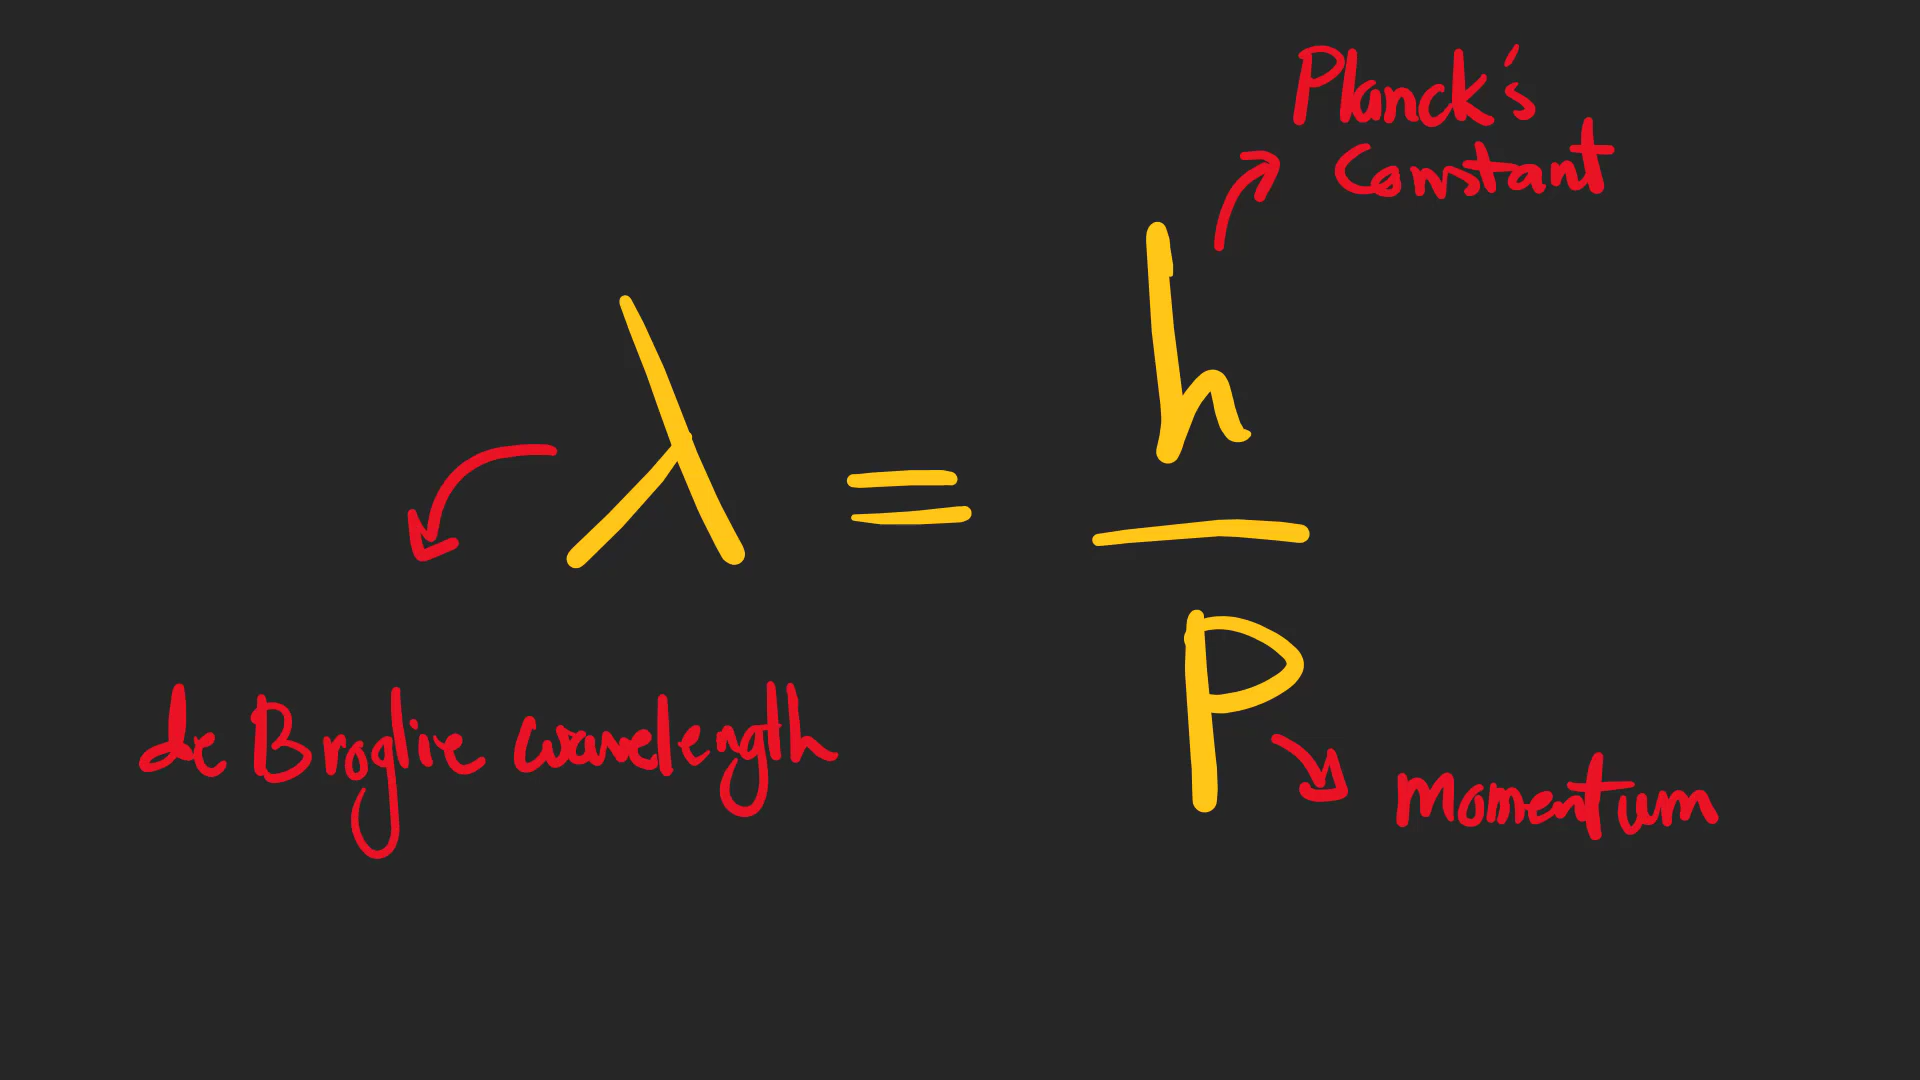 Planck's
Constant
λ = h
P
de Broglie wavelength
Momentum